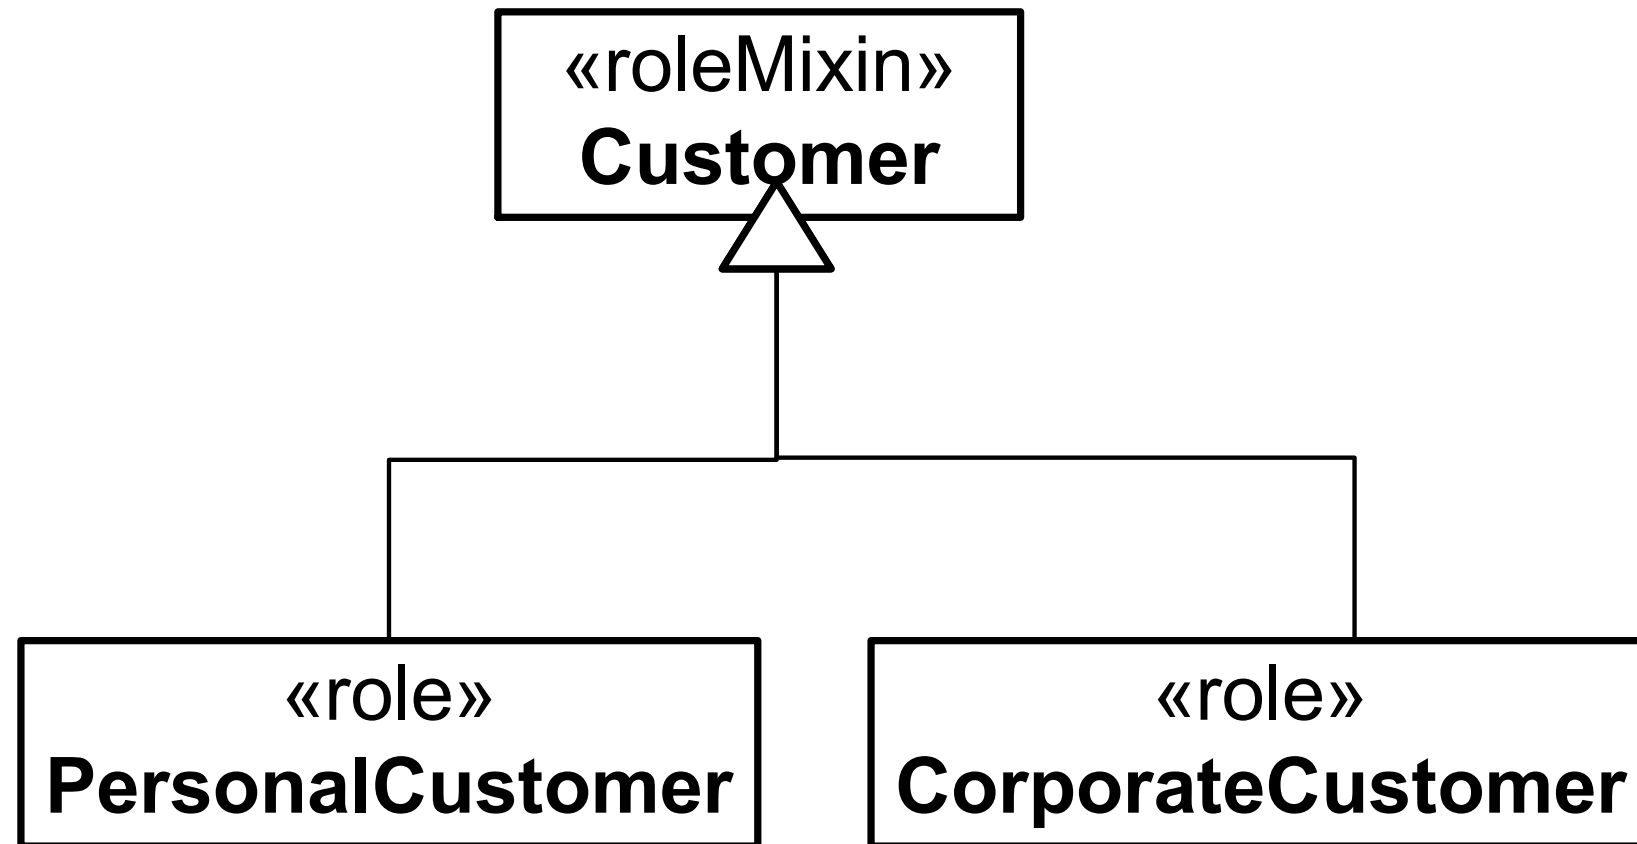 «roleMixin»
Customer
«role»
PersonalCustomer
«role»
CorporateCustomer